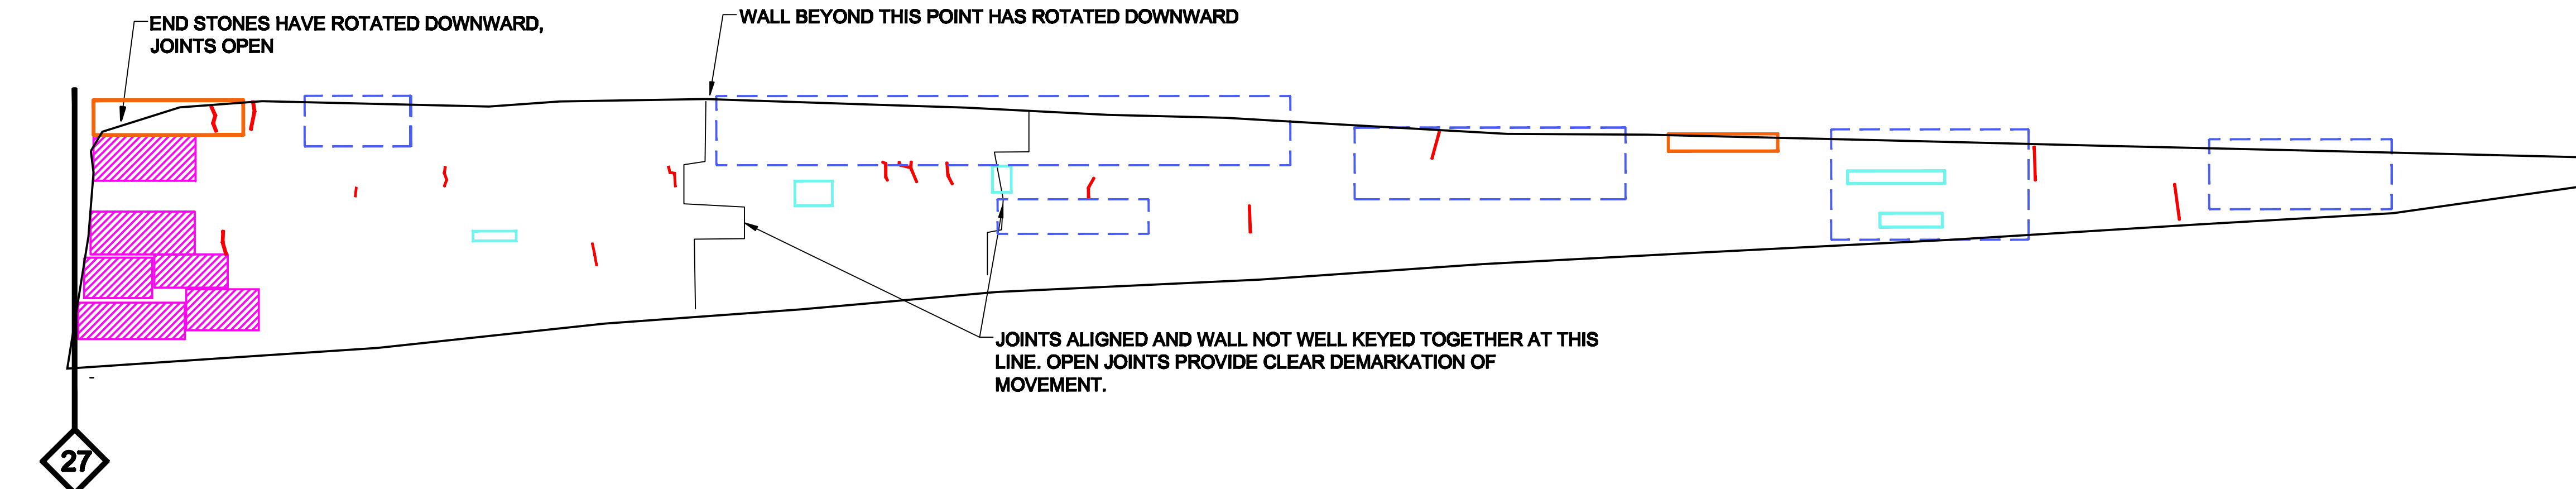 END STONES HAVE ROTATED DOWNWARD,
JOINTS OPEN
WALL BEYOND THIS POINT HAS ROTATED DOWNWARD
JOINTS ALIGNED AND WALL NOT WELL KEYED TOGETHER AT THIS
LINE. OPEN JOINTS PROVIDE CLEAR DEMARKATION OF
MOVEMENT.
27